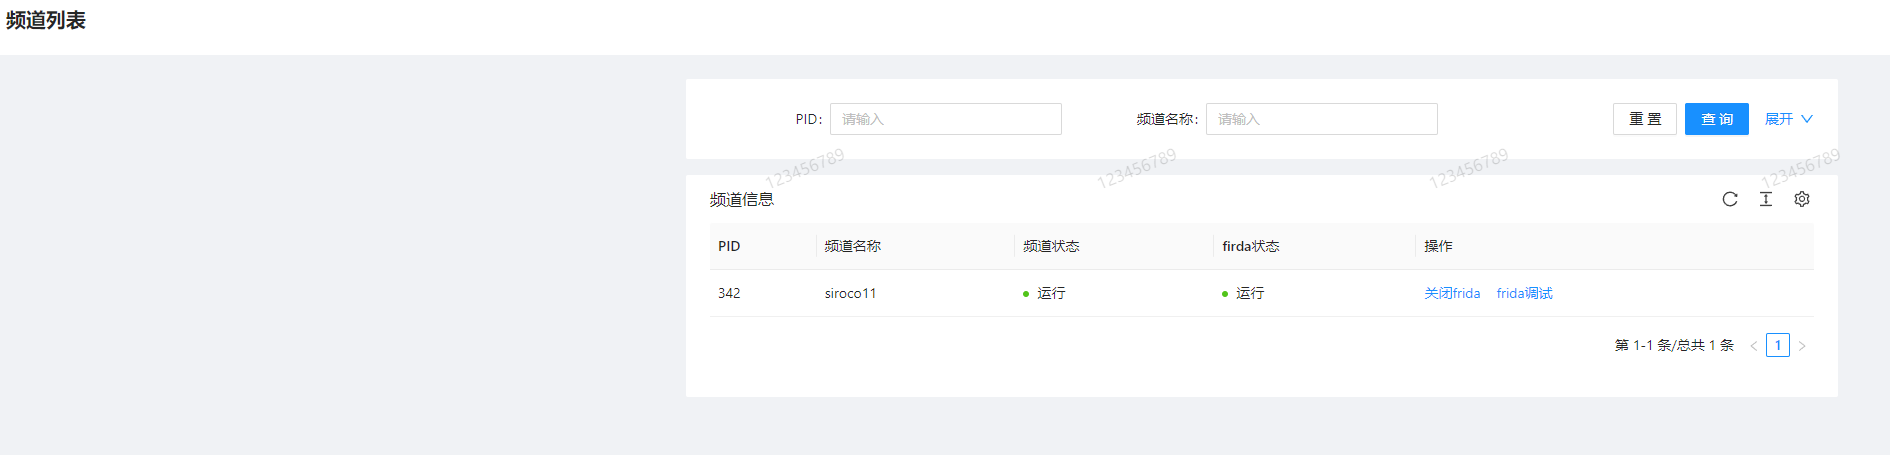 频道列表
PID: 请输入 频道名称: 请输入 重 置 查 询 展开
123456789 123456789 123456789 123456789
频道信息
PID 频道名称 频道状态 firda状态 操作
342 siroco11 运行 运行 关闭frida frida调试
第 1-1 条/总共 1 条 < 1 >